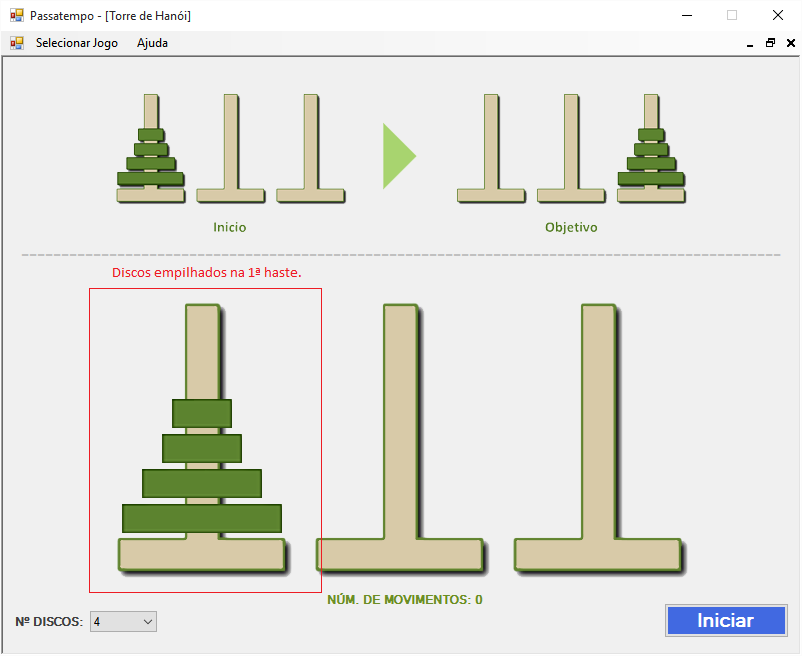 Passatempo - [Torre de Hanói]
Selecionar Jogo Ajuda
Inicio Objetivo
Discos empilhados na 1ª haste.
NÚM. DE MOVIMENTOS: 0
Nº DISCOS: 4 Iniciar